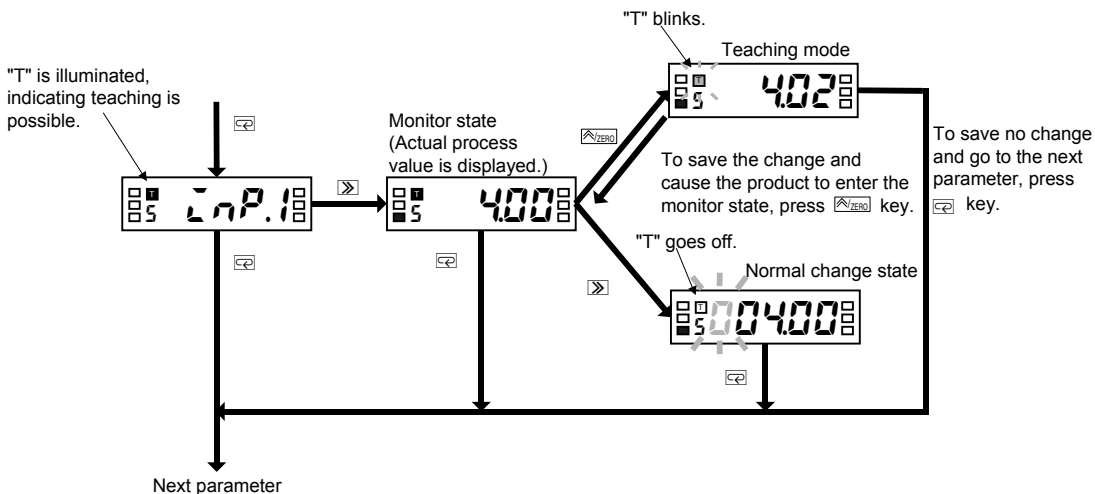 "T" blinks.
Teaching mode
T
S 4.02
"T" is illuminated,
indicating teaching is
possible.
Monitor state
(Actual process
value is displayed.)
/ZERO
To save no change
and go to the next
parameter, press
key.
T
S inP.1
T
S 4.00
To save the change and
cause the product to enter the
monitor state, press /ZERO key.
"T" goes off.
Normal change state
T
S 004.00
Next parameter